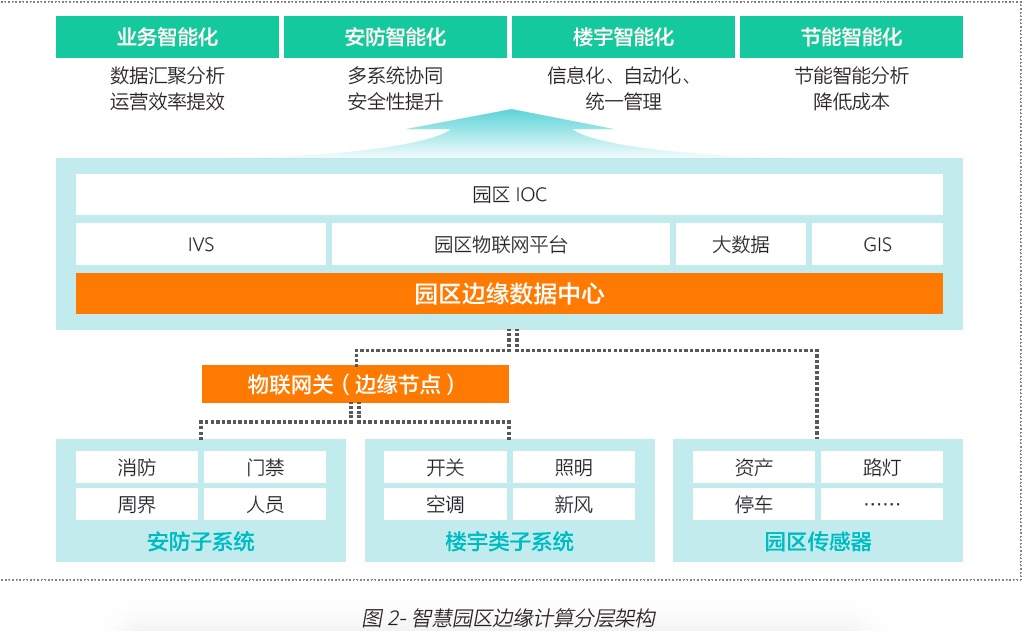 业务智能化
安防智能化
楼宇智能化
节能智能化
数据汇聚分析
运营效率提效
多系统协同
安全性提升
信息化、自动化、
统一管理
节能智能分析
降低成本
园区 IOC
IVS
园区物联网平台
大数据
GIS
园区边缘数据中心
物联网关（边缘节点）
消防
门禁
周界
人员
安防子系统
开关
照明
空调
新风
楼宇类子系统
资产
路灯
停车
……
园区传感器
图 2- 智慧园区边缘计算分层架构